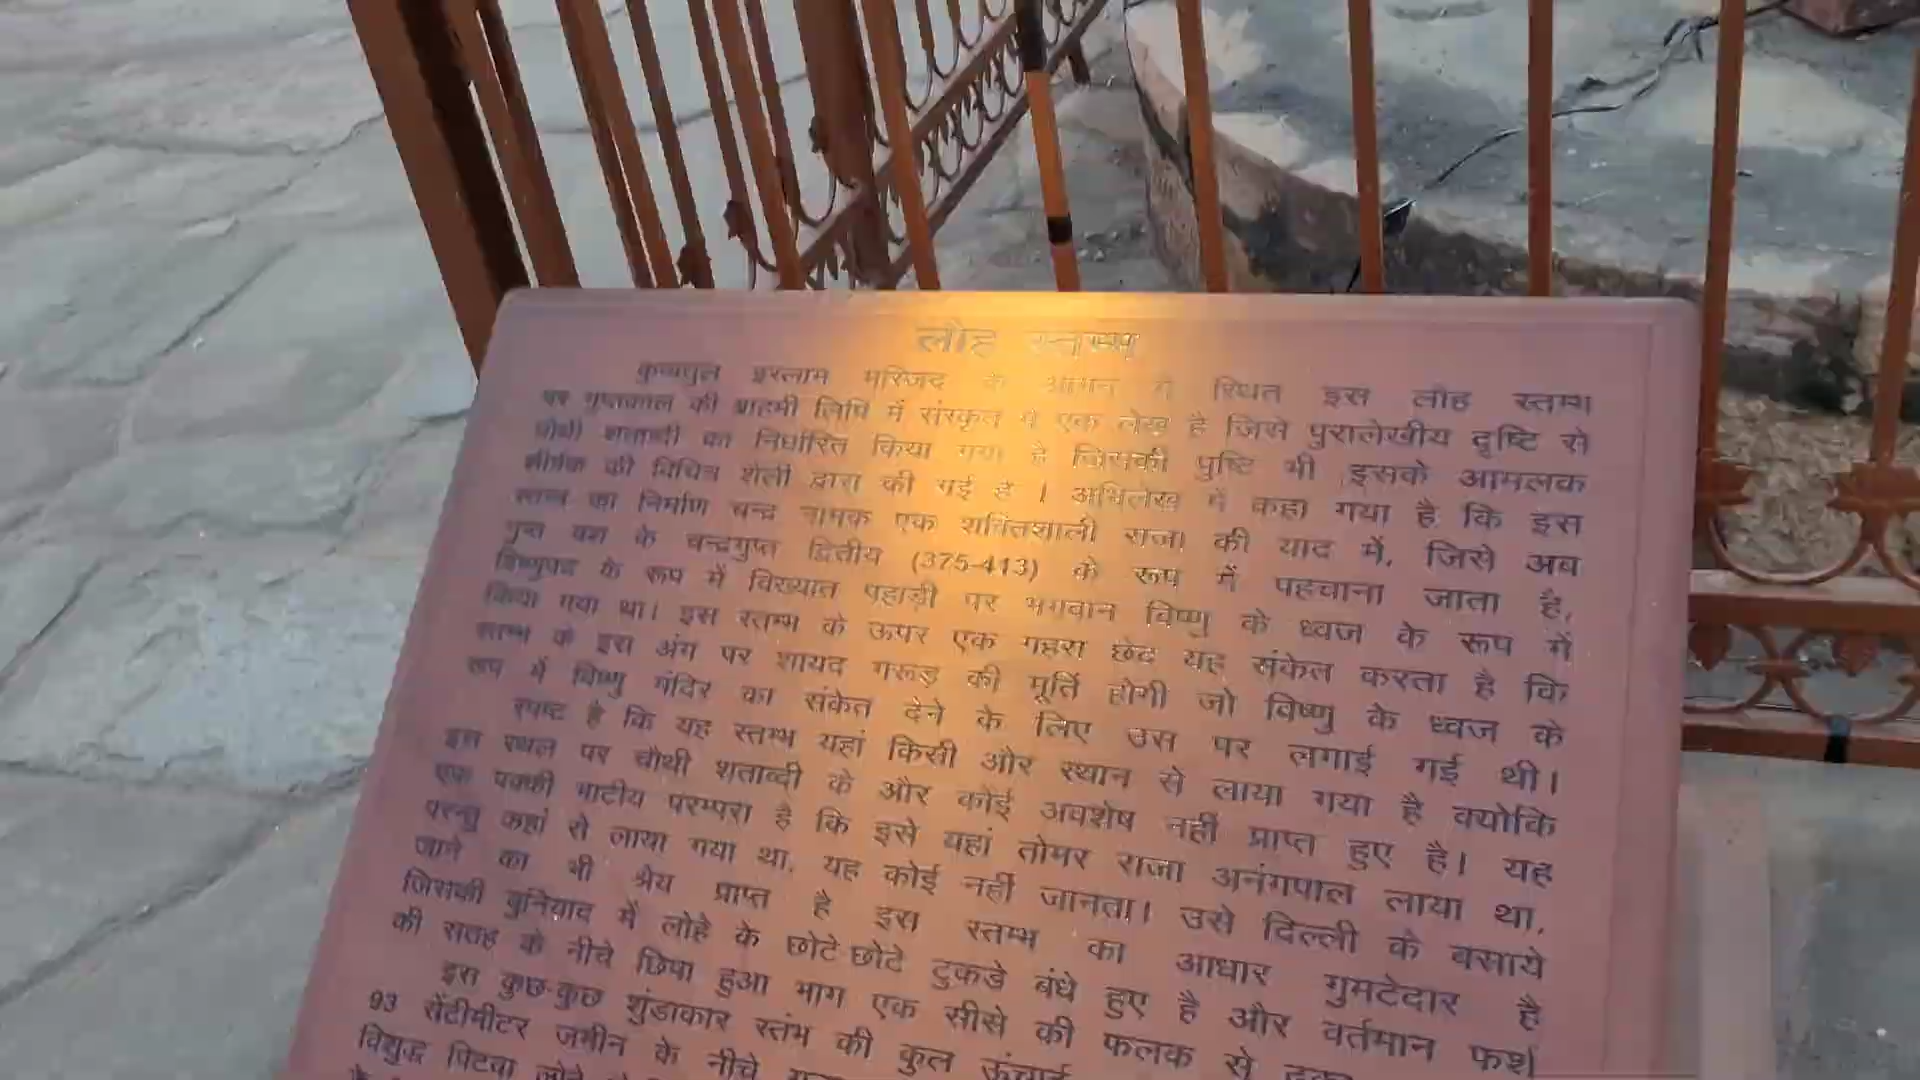 लौह स्तम्भ
कुव्वतुल इस्लाम मस्जिद के आंगन में स्थित इस लौह स्तम्भ
पर गुप्तकाल की ब्राह्मी लिपि में संस्कृत में एक लेख है जिसे पुरालेखीय दृष्टि से
चौथी शताब्दी का निर्धारित किया गया है जिसकी पुष्टि भी इसके आमलक
शीर्षक की विचित्र शैली द्वारा की गई है । अभिलेख में कहा गया है कि इस
स्तम्भ का निर्माण चन्द्र नामक एक शक्तिशाली राजा की याद में, जिसे अब
गुप्त वंश के चन्द्रगुप्त द्वितीय (375-413) के रूप में पहचाना जाता है,
विष्णुपद के रूप में विख्यात पहाड़ी पर भगवान विष्णु के ध्वज के रूप में
किया गया था। इस स्तम्भ के ऊपर एक गहरा छेद यह संकेत करता है कि
स्तम्भ के इस अंग पर शायद गरूड़ की मूर्ति होगी जो विष्णु के ध्वज के
रूप में विष्णु मंदिर का संकेत देने के लिए उस पर लगाई गई थी।
स्पष्ट है कि यह स्तम्भ यहां किसी और स्थान से लाया गया है क्योकि
इस स्थल पर चौथी शताब्दी के और कोई अवशेष नहीं प्राप्त हुए है। यह
एक पक्की भाटीय परम्परा है कि इसे यहां तोमर राजा अनंगपाल लाया था,
परन्तु कहां से लाया गया था, यह कोई नहीं जानता। उसे दिल्ली के बसाये
जाने का भी श्रेय प्राप्त है इस स्तम्भ का आधार गुमटेदार है
जिसकी बुनियाद में लोहे के छोटे छोटे टुकडे बंधे हुए है और वर्तमान फर्श
की सतह के नीचे छिपा हुआ भाग एक सीसे की फलक से
इस कुछ-कुछ शुंडाकार स्तंभ की कुल ऊंचाई
93 सेंटीमीटर जमीन के नीचे
विशुद्ध पिटवा लोहे